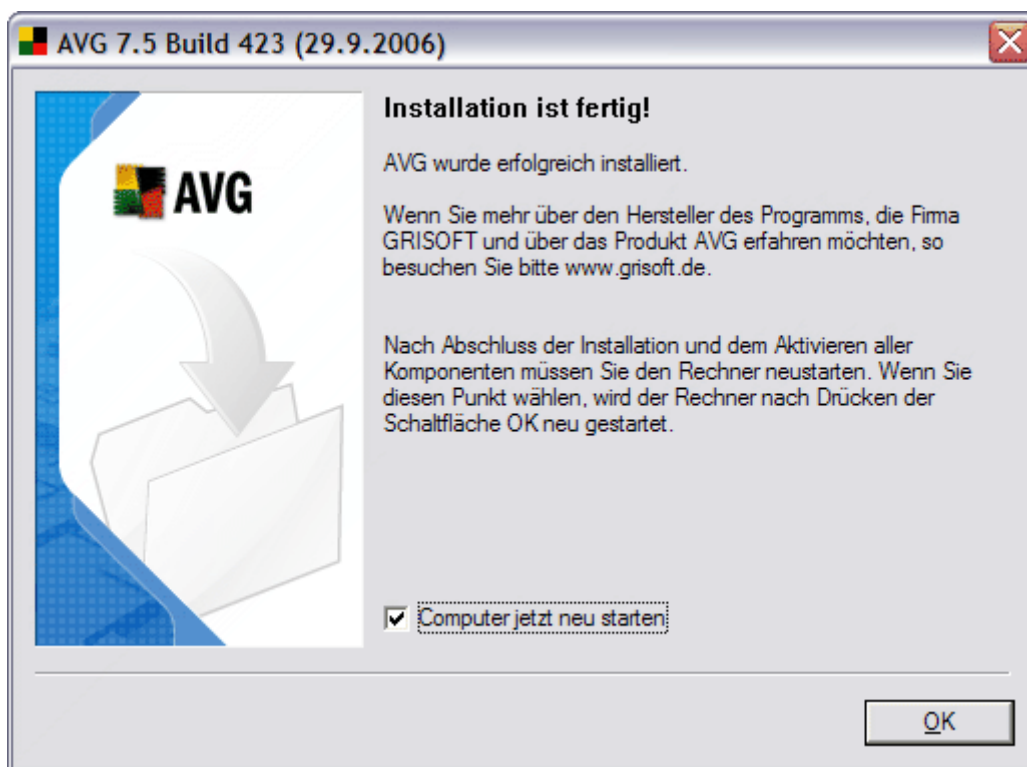 AVG 7.5 Build 423 (29.9.2006)
AVG
Installation ist fertig!
AVG wurde erfolgreich installiert.
Wenn Sie mehr über den Hersteller des Programms, die Firma
GRISOFT und über das Produkt AVG erfahren möchten, so
besuchen Sie bitte www.grisoft.de.
Nach Abschluss der Installation und dem Aktivieren aller
Komponenten müssen Sie den Rechner neustarten. Wenn Sie
diesen Punkt wählen, wird der Rechner nach Drücken der
Schaltfläche OK neu gestartet.
Computer jetzt neu starten
OK